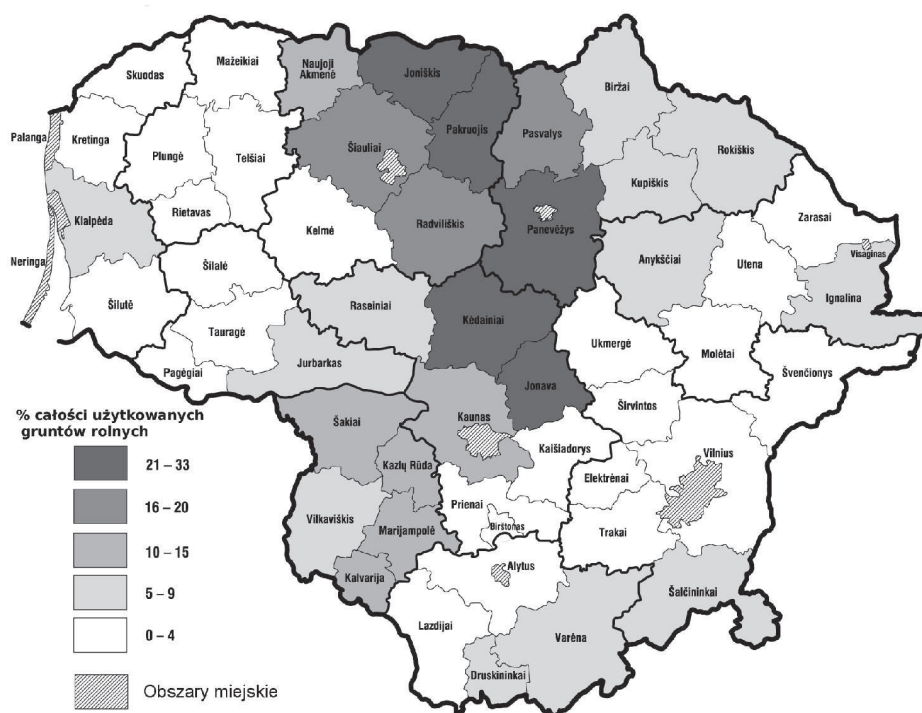 Skuodas
Mažeikiai
Naujoji
Akmenė
Joniškis
Biržai
Palanga
Kretinga
Plungė
Telšiai
Šiauliai
Pakruojis
Pasvalys
Rokiškis
Kupiškis
Klaipėda
Rietavas
Kelmė
Radviliškis
Panevėžys
Zarasai
Visaginas
Neringa
Šilalė
Anykščiai
Utena
Ignalina
Šilutė
Raseiniai
Tauragė
Kėdainiai
Ukmergė
Molėtai
Švenčionys
Pagėgiai
Jurbarkas
Jonava
Širvintos
% całości użytkowanych
gruntów rolnych
Šakiai
Kaunas
Kaišiadorys
Vilnius
21 – 33
Kazlų Rūda
Elektrėnai
16 – 20
Vilkaviškis
Prienai
Birštonas
Trakai
Marijampolė
10 – 15
Kalvarija
Alytus
Šalčininkai
5 – 9
Lazdijai
Varėna
0 – 4
Druskininkai
Obszary miejskie